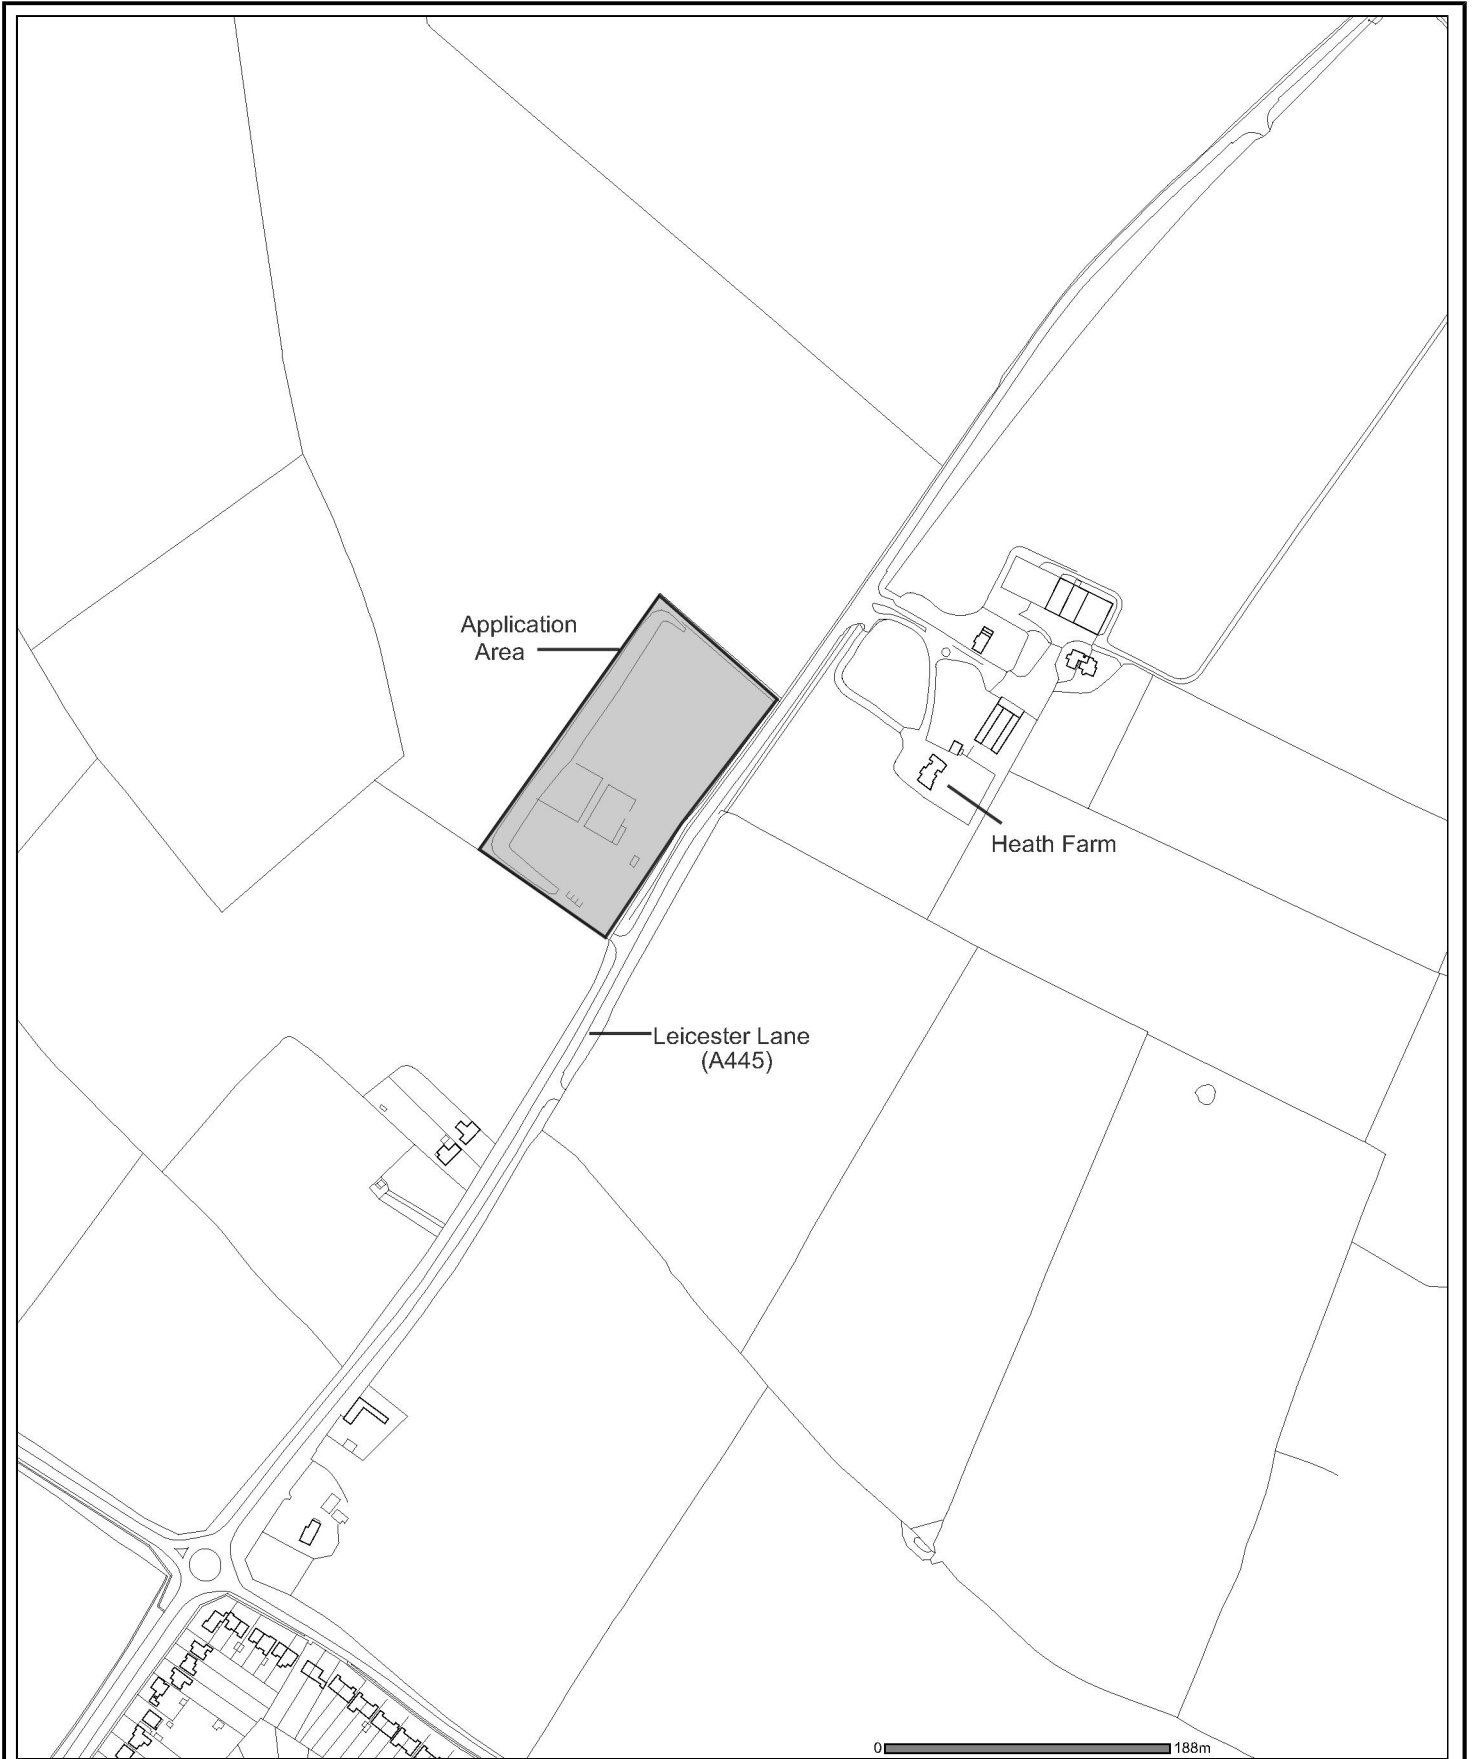 Application
Area
Heath Farm
Leicester Lane
(A445)
0 188m